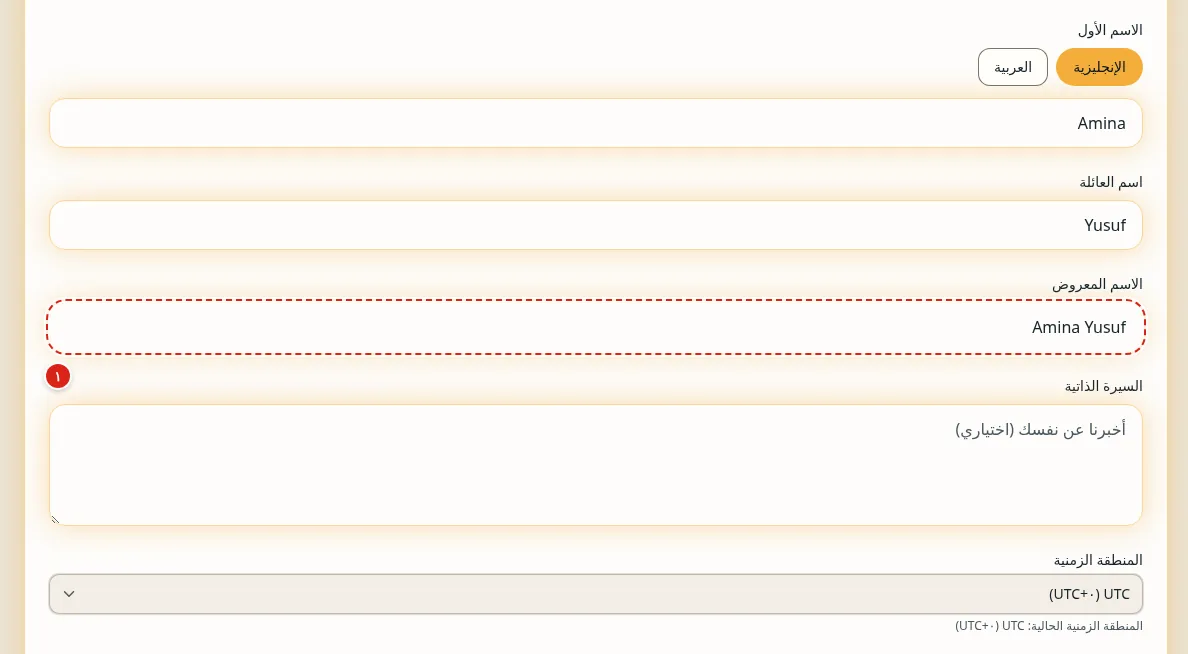 الاسم الأول
الإنجليزية العربية
Amina
اسم العائلة
Yusuf
الاسم المعروض
Amina Yusuf
١
السيرة الذاتية
أخبرنا عن نفسك (اختياري)
المنطقة الزمنية
UTC (UTC+٠)
المنطقة الزمنية الحالية: UTC (UTC+٠)